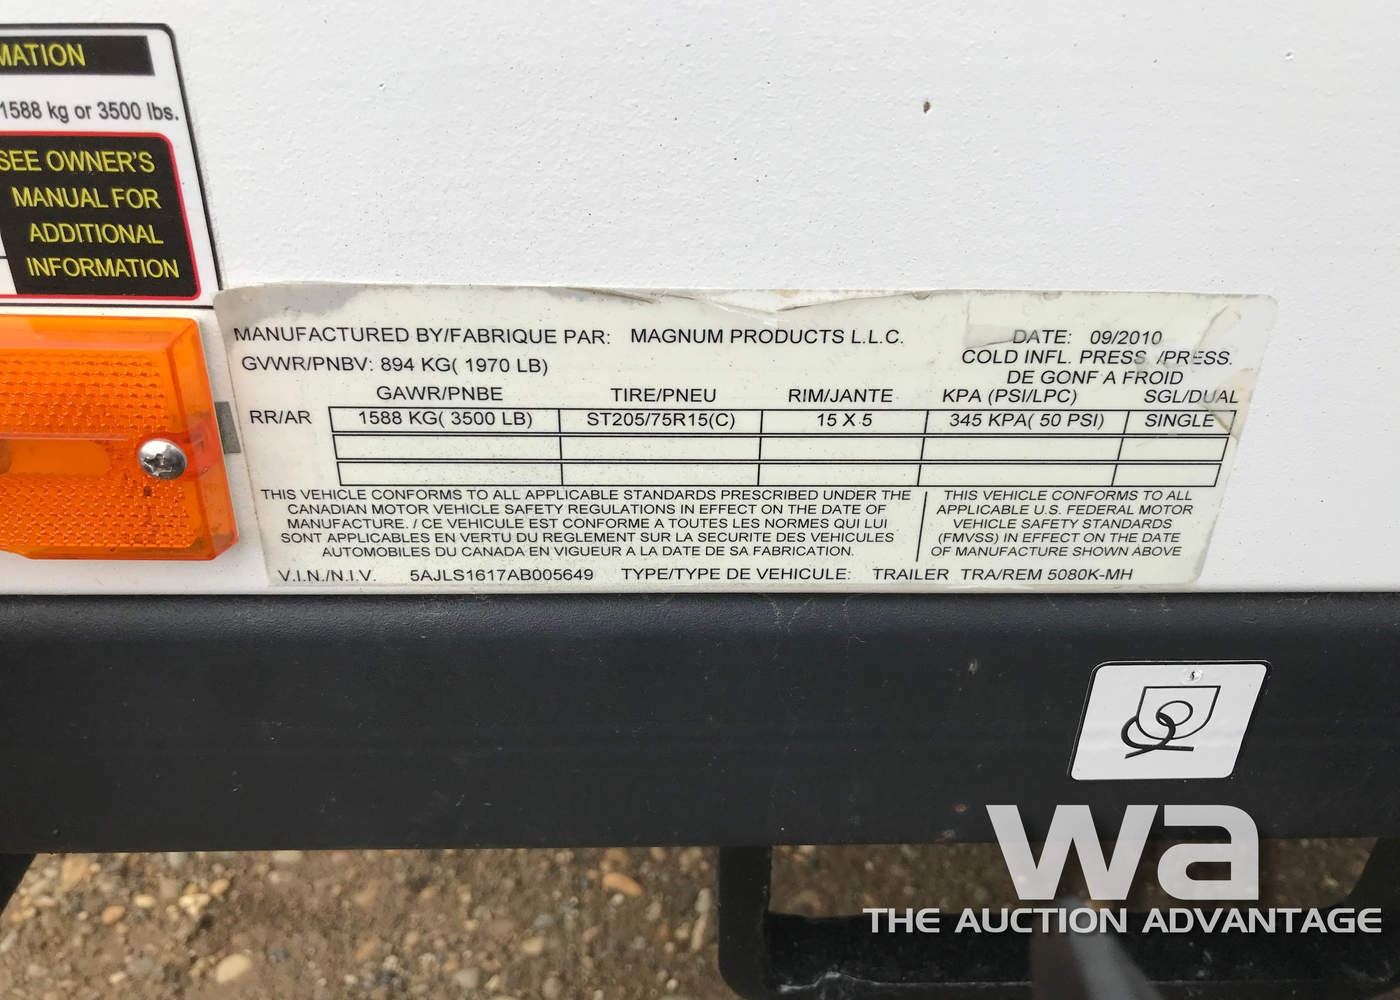 MATION
1588 kg or 3500 lbs.
SEE OWNER'S
MANUAL FOR
ADDITIONAL
INFORMATION
MANUFACTURED BY/FABRIQUE PAR: MAGNUM PRODUCTS L.L.C. DATE: 09/2010
GVWR/PNBV: 894 KG( 1970 LB) COLD INFL. PRESS /PRESS.
DE GONF A FROID
GAWR/PNBE TIRE/PNEU RIM/JANTE KPA (PSI/LPC) SGL/DUAL
RR/AR 1588 KG( 3500 LB) ST205/75R15(C) 15 X 5 345 KPA( 50 PSI) SINGLE
THIS VEHICLE CONFORMS TO ALL APPLICABLE STANDARDS PRESCRIBED UNDER THE
CANADIAN MOTOR VEHICLE SAFETY REGULATIONS IN EFFECT ON THE DATE OF
MANUFACTURE. / CE VEHICULE EST CONFORME A TOUTES LES NORMES QUI LUI
SONT APPLICABLES EN VERTU DU REGLEMENT SUR LA SECURITE DES VEHICULES
AUTOMOBILES DU CANADA EN VIGUEUR A LA DATE DE SA FABRICATION.
THIS VEHICLE CONFORMS TO ALL
APPLICABLE U.S. FEDERAL MOTOR
VEHICLE SAFETY STANDARDS
(FMVSS) IN EFFECT ON THE DATE
OF MANUFACTURE SHOWN ABOVE
V.I.N./N.I.V. 5AJLS1617AB005649 TYPE/TYPE DE VEHICULE: TRAILER TRA/REM 5080K-MH
wa
THE AUCTION ADVANTAGE